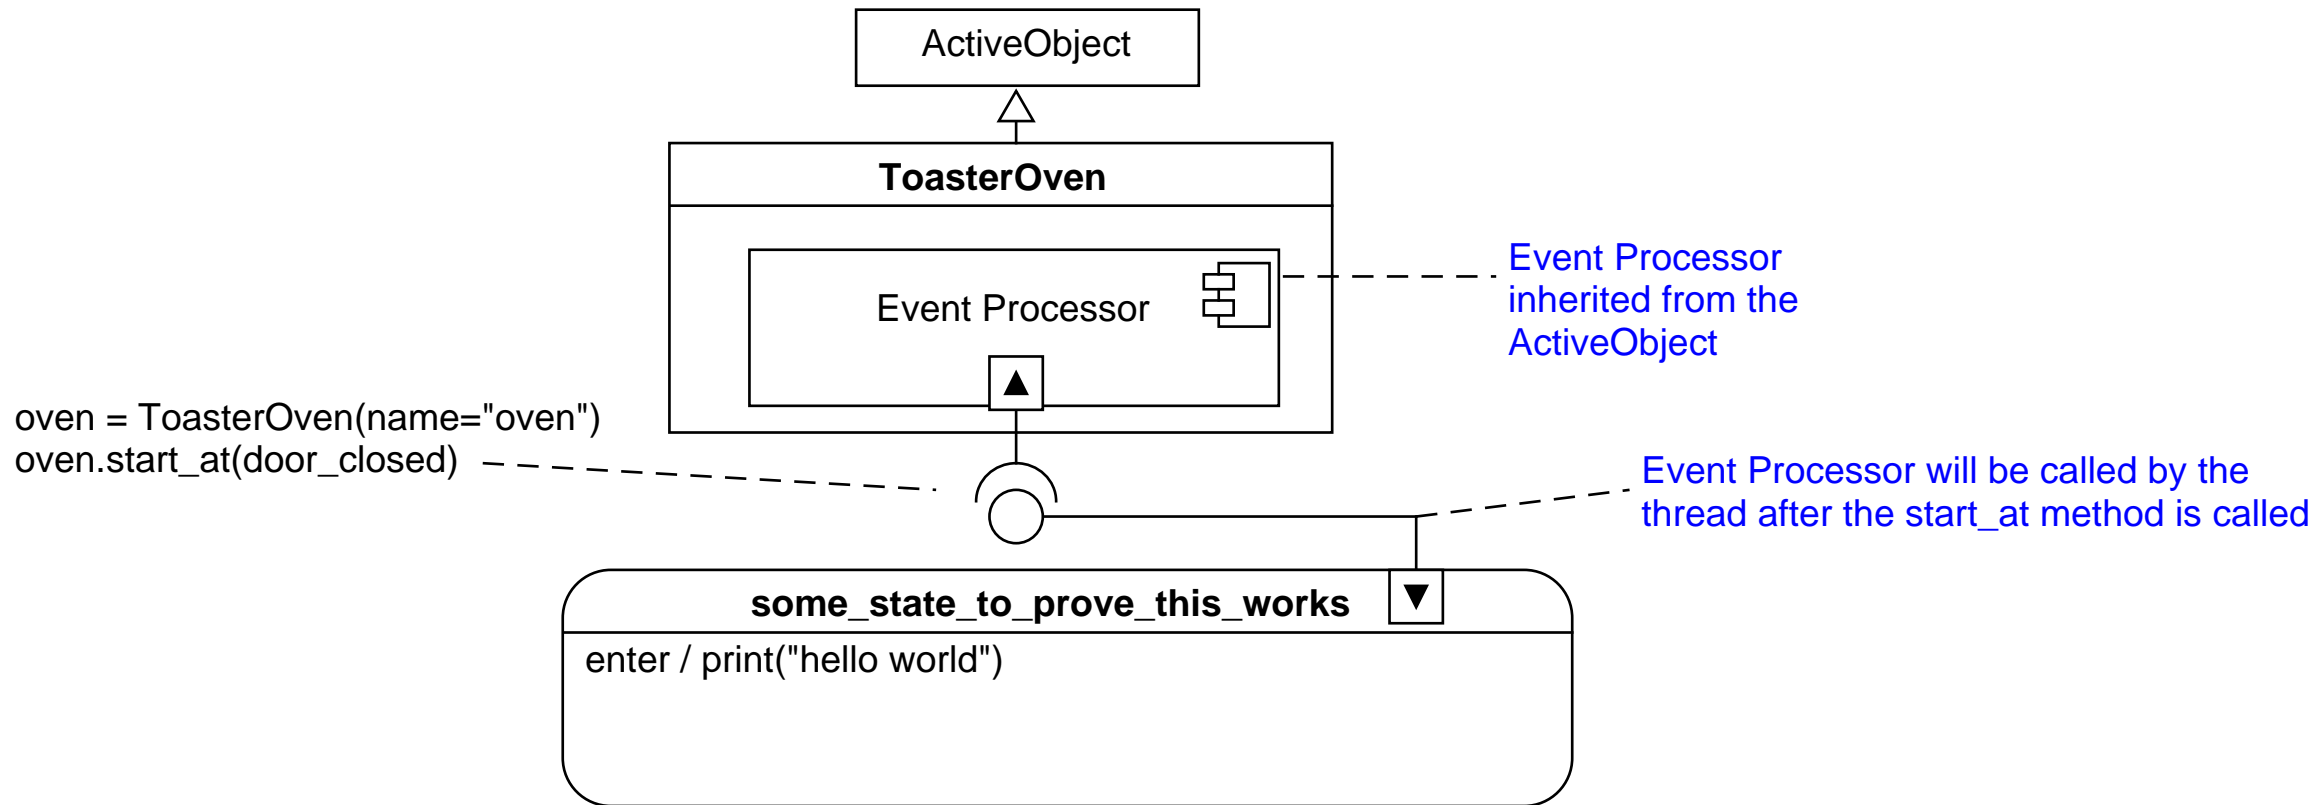 ActiveObject
ToasterOven
Event Processor
Event Processor
inherited from the
ActiveObject
oven = ToasterOven(name="oven")
oven.start_at(door_closed)
Event Processor will be called by the
thread after the start_at method is called
some_state_to_prove_this_works
enter / print("hello world")